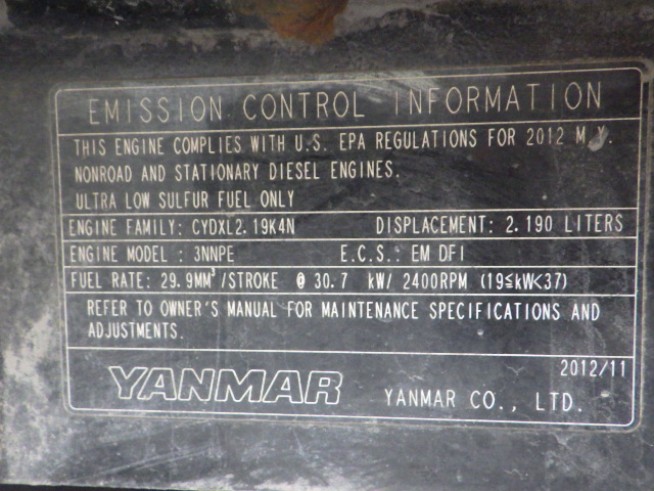 EMISSION CONTROL INFORMATION
THIS ENGINE COMPLIES WITH U.S. EPA REGULATIONS FOR 2012 M.Y.
NONROAD AND STATIONARY DIESEL ENGINES.
ULTRA LOW SULFUR FUEL ONLY
ENGINE FAMILY: CYDXL2.19K4N DISPLACEMENT: 2.190 LITERS
ENGINE MODEL : 3NNPE E.C.S.: EM DFI
FUEL RATE: 29.9MM³/STROKE @ 30.7 kW/ 2400RPM (19≤kW<37)
REFER TO OWNER'S MANUAL FOR MAINTENANCE SPECIFICATIONS AND
ADJUSTMENTS.
2012/11
YANMAR YANMAR CO., LTD.